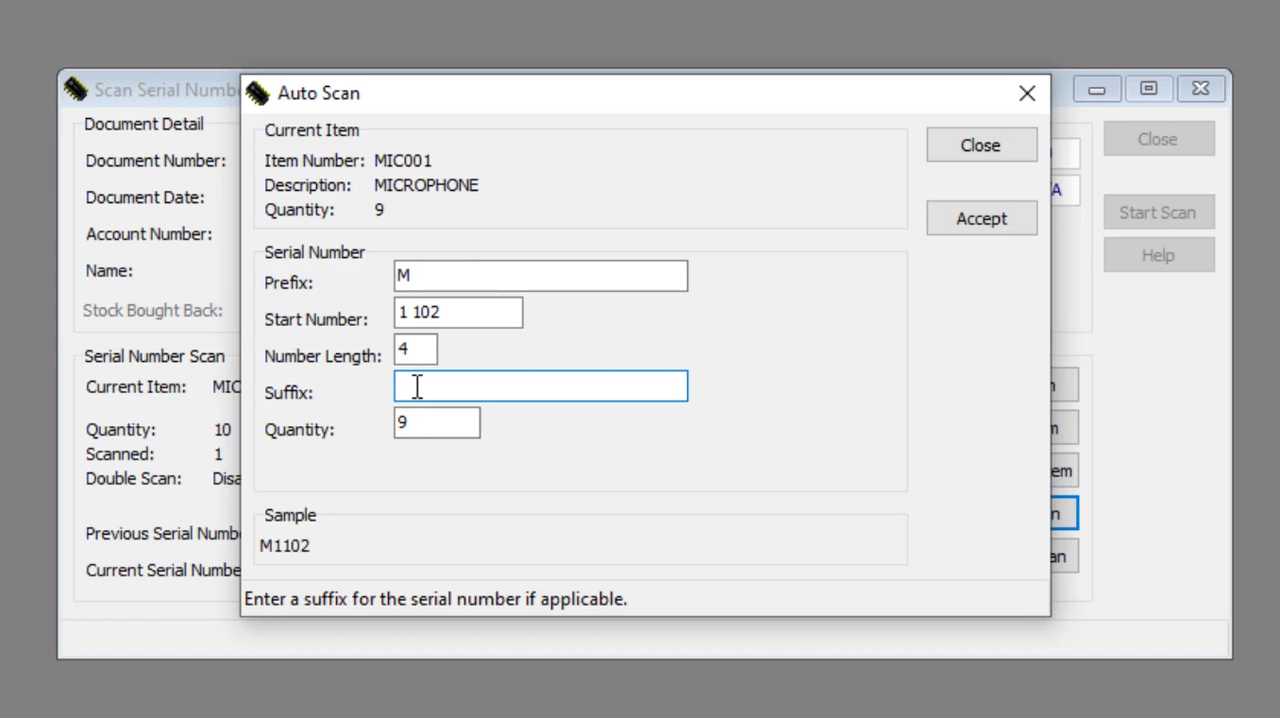 Scan Serial Numbe
Auto Scan
Document Detail
Document Number:
Document Date:
Account Number:
Name:
Stock Bought Back:
Serial Number Scan
Current Item: MIC
Quantity: 10
Scanned: 1
Double Scan: Disa
Previous Serial Numb
Current Serial Numbe
Current Item
Item Number: MIC001
Description: MICROPHONE
Quantity: 9
Serial Number
Prefix: M
Start Number: 1 102
Number Length: 4
Suffix:
Quantity: 9
Sample
M1102
Enter a suffix for the serial number if applicable.
Close
Accept
A
n
m
em
n
an
Close
Start Scan
Help